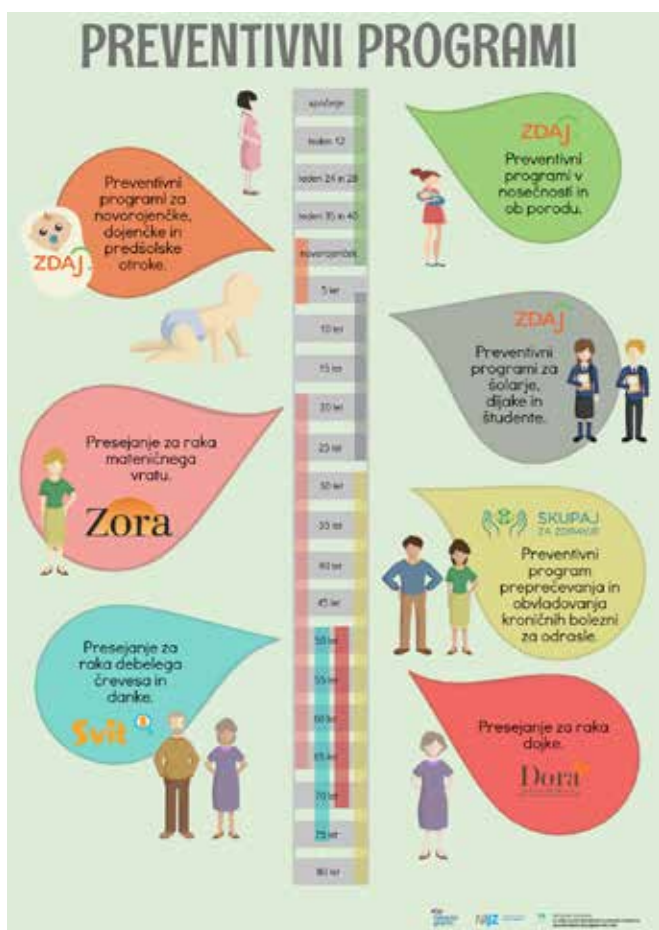 PREVENTIVNI PROGRAMI
spočetje
teden 12
teden 24 in 28
teden 35 in 40
novorojenček
5 let
10 let
15 let
20 let
25 let
30 let
35 let
40 let
45 let
50 let
55 let
60 let
65 let
70 let
75 let
80 let
ZDAJ
Preventivni
programi v
nosečnosti in
ob porodu.
Preventivni
programi za
novorojenčke,
dojenčke in
predšolske
otroke.
ZDAJ
ZDAJ
Preventivni
programi za
šolarje,
dijake in
študente.
Presejanje za raka
materničnega
vratu.
Zora
SKUPAJ
ZA ZDRAVJE
Preventivni
program
preprečevanja in
obvladovanja
kroničnih bolezni
za odrasle.
Presejanje za
raka debelega
črevesa in
danke.
Svit
Presejanje za raka
dojke.
Dora
NIJZ